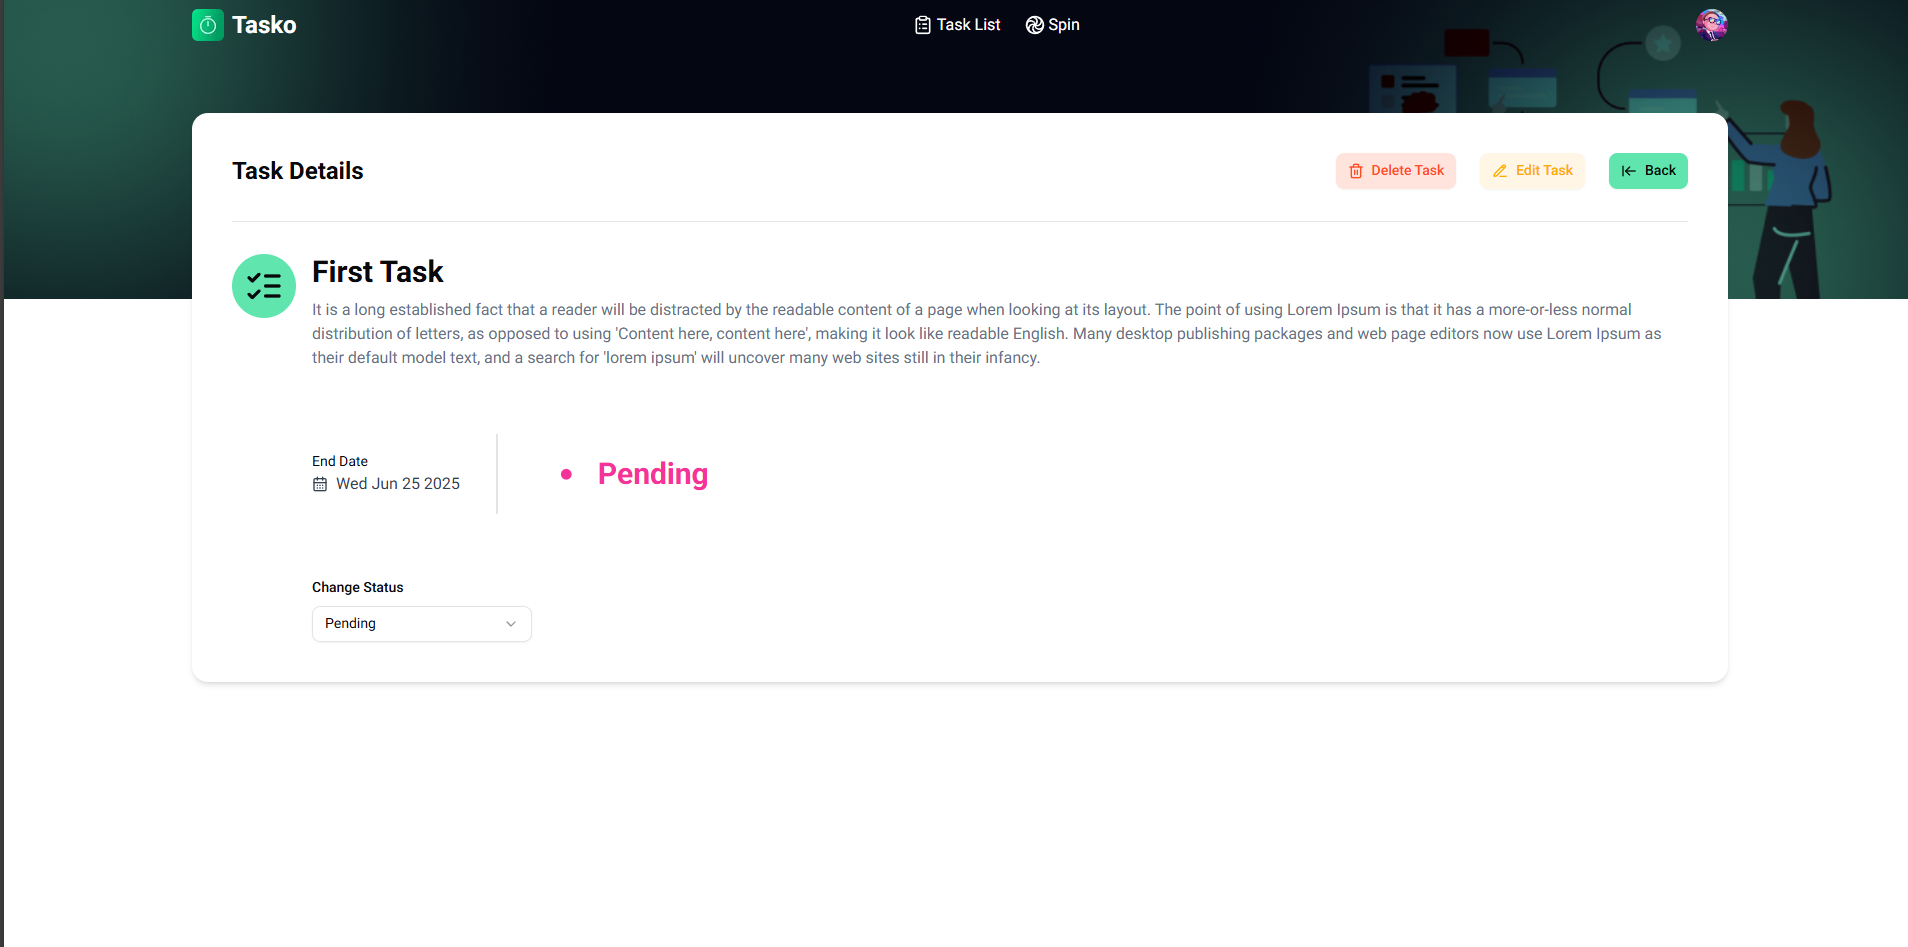 Tasko
Task List
Spin
Task Details
Delete Task
Edit Task
Back
First Task
It is a long established fact that a reader will be distracted by the readable content of a page when looking at its layout. The point of using Lorem Ipsum is that it has a more-or-less normal
distribution of letters, as opposed to using 'Content here, content here', making it look like readable English. Many desktop publishing packages and web page editors now use Lorem Ipsum as
their default model text, and a search for 'lorem ipsum' will uncover many web sites still in their infancy.
End Date
Wed Jun 25 2025
Pending
Change Status
Pending